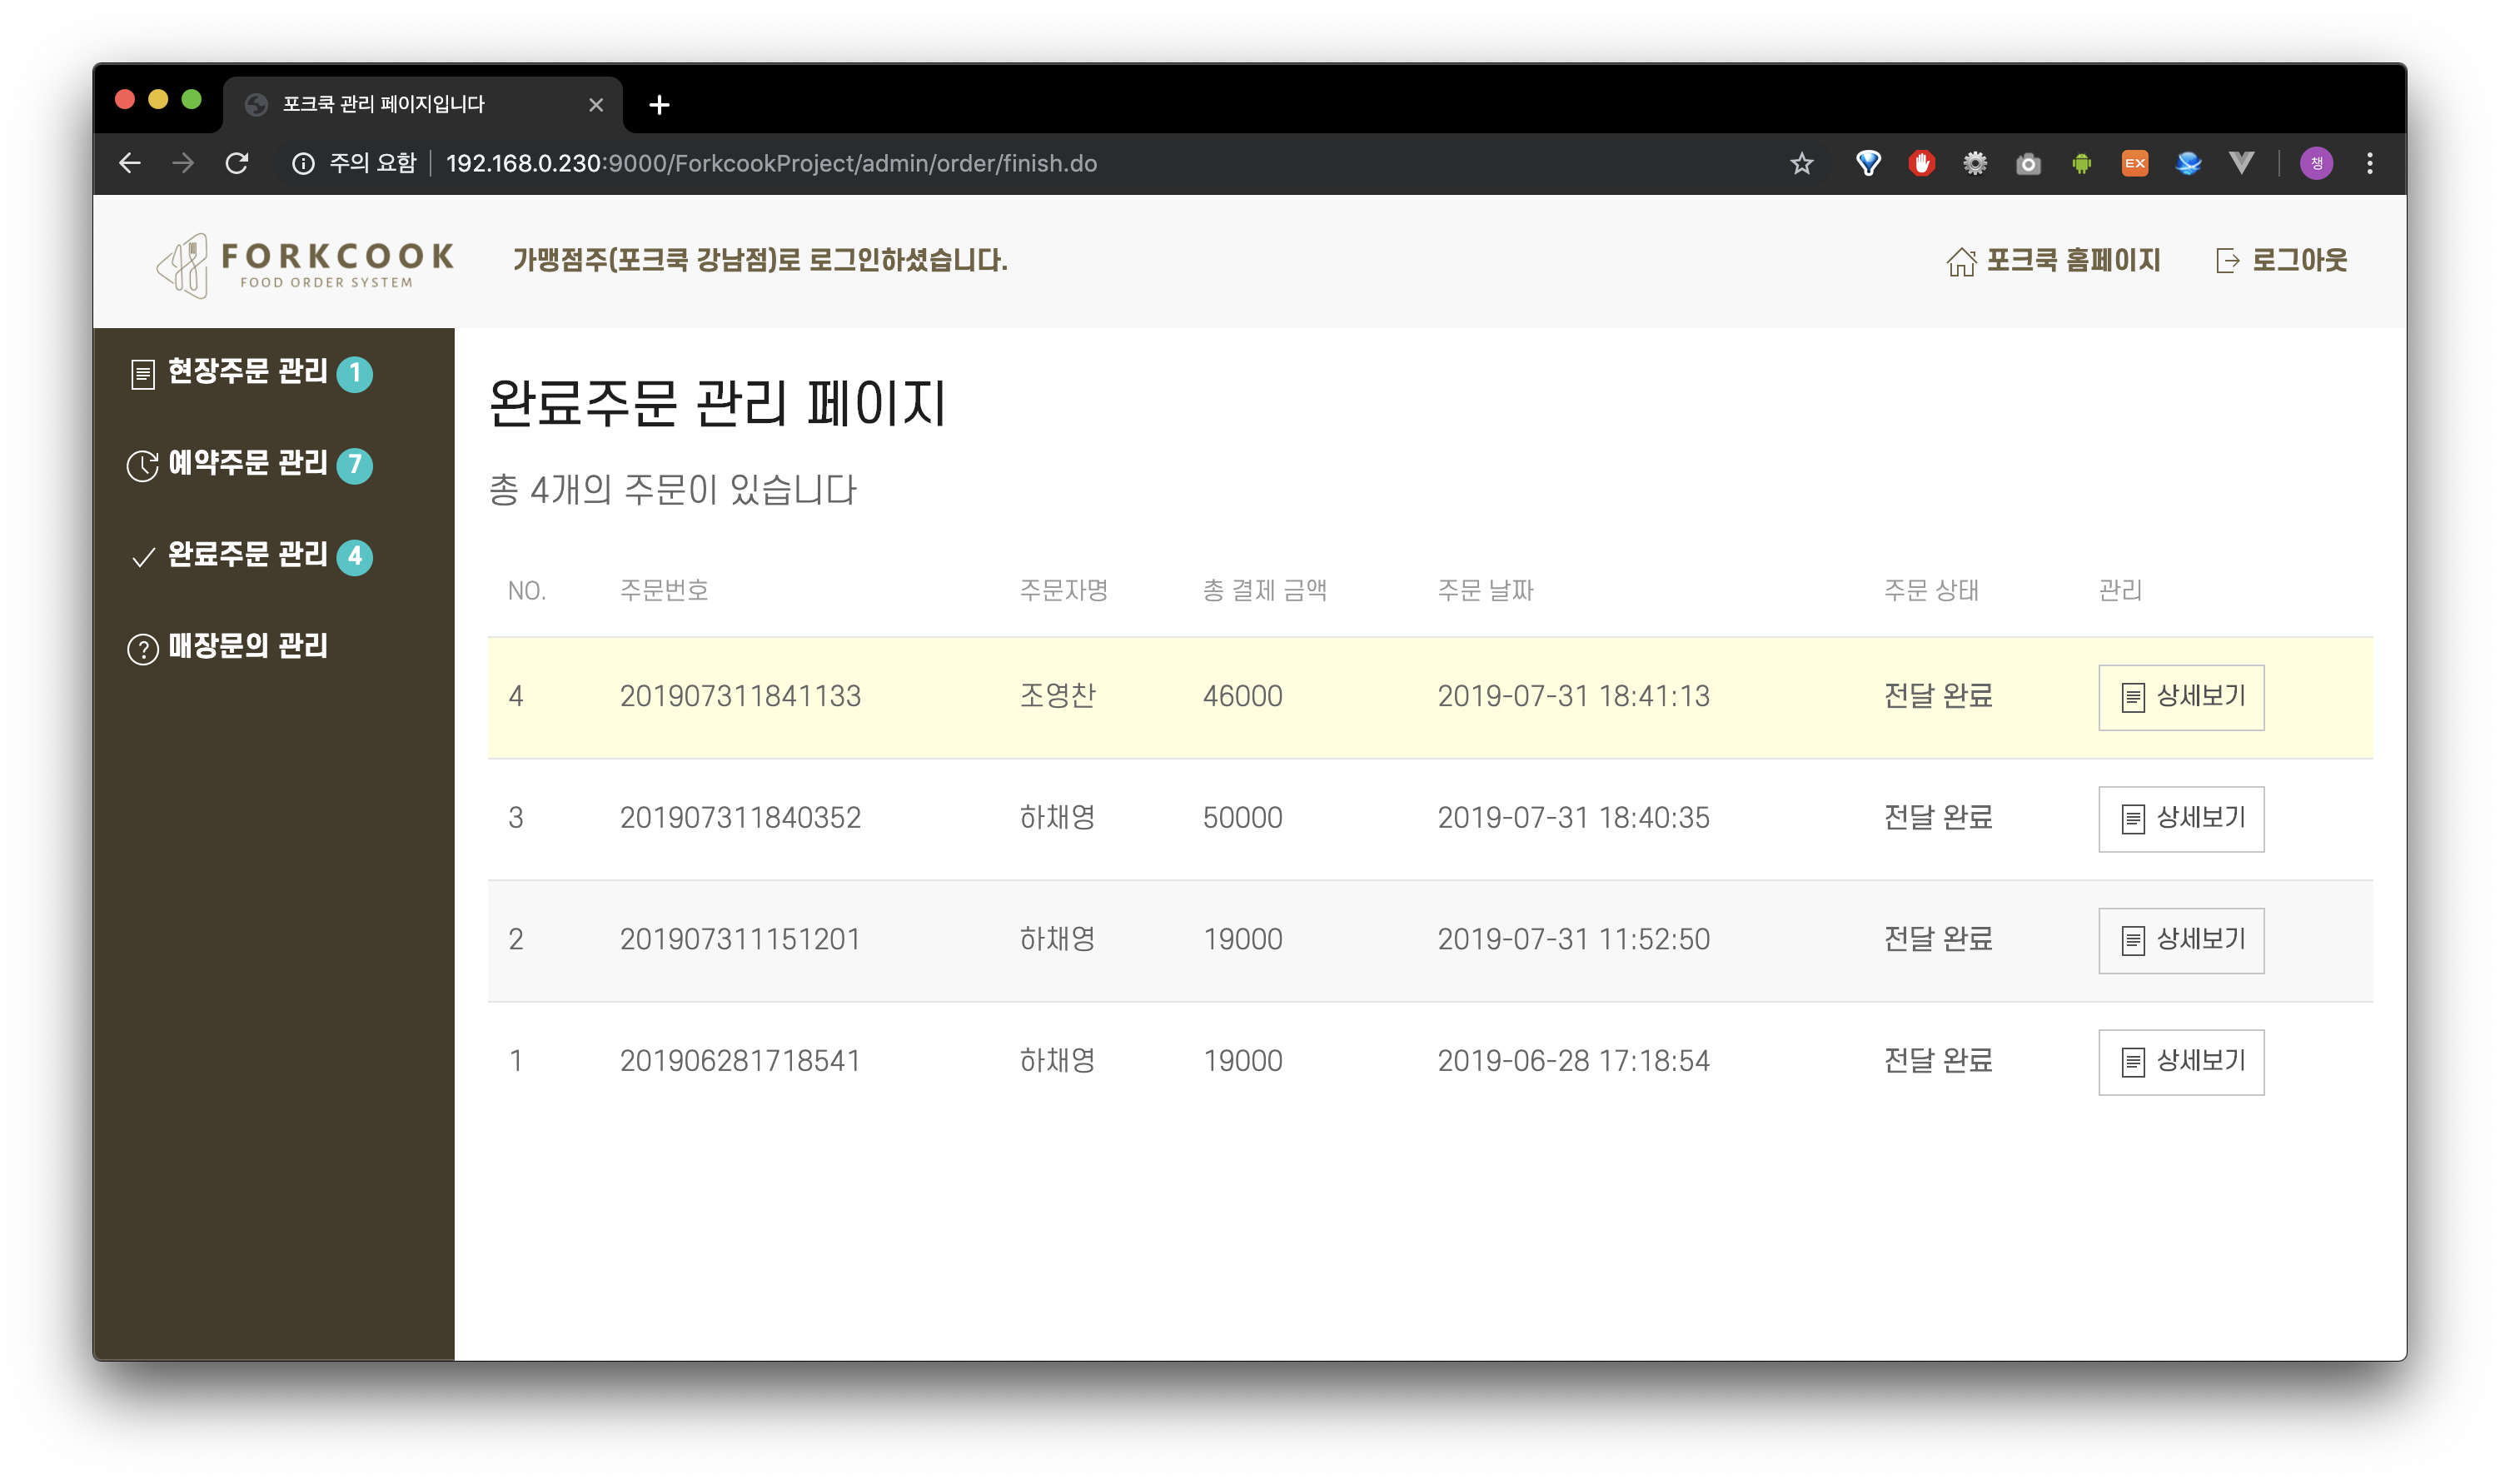 포크쿡 관리 페이지입니다
주의 요함 192.168.0.230:9000/ForkcookProject/admin/order/finish.do
EX
챙
FORKCOOK
FOOD ORDER SYSTEM
가맹점주(포크쿡 강남점)로 로그인하셨습니다.
포크쿡 홈페이지
로그아웃
현장주문 관리 1
예약주문 관리 7
완료주문 관리 4
매장문의 관리
완료주문 관리 페이지
총 4개의 주문이 있습니다
NO. 주문번호 주문자명 총 결제 금액 주문 날짜 주문 상태 관리
4 201907311841133 조영찬 46000 2019-07-31 18:41:13 전달 완료 상세보기
3 201907311840352 하채영 50000 2019-07-31 18:40:35 전달 완료 상세보기
2 201907311151201 하채영 19000 2019-07-31 11:52:50 전달 완료 상세보기
1 201906281718541 하채영 19000 2019-06-28 17:18:54 전달 완료 상세보기